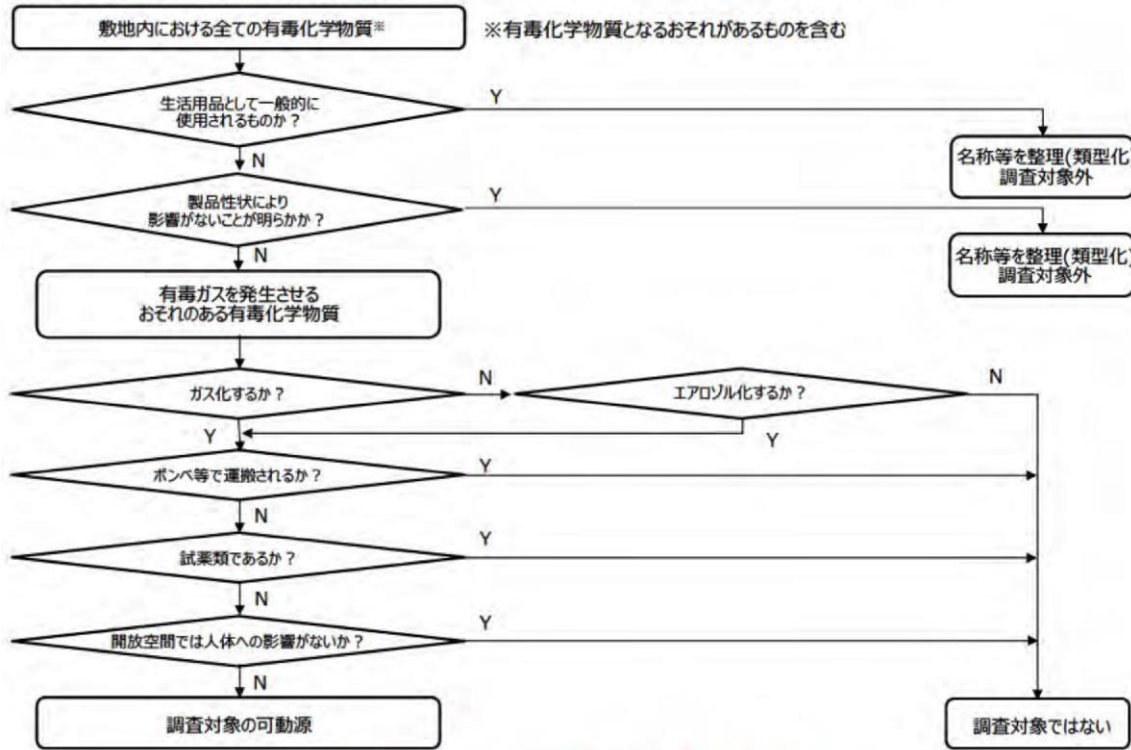 敷地内における全ての有毒化学物質※
※有毒化学物質となるおそれがあるものを含む
生活用品として一般的に
使用されるものか？
Y
N
名称等を整理(類型化)
調査対象外
製品性状により
影響がないことが明らかか？
Y
N
名称等を整理(類型化)
調査対象外
有毒ガスを発生させる
おそれのある有毒化学物質
ガス化するか？
N
エアロゾル化するか？
N
Y
Y
ボンベ等で運搬されるか？
Y
N
試薬類であるか？
Y
N
開放空間では人体への影響がないか？
Y
N
調査対象の可動源
調査対象ではない